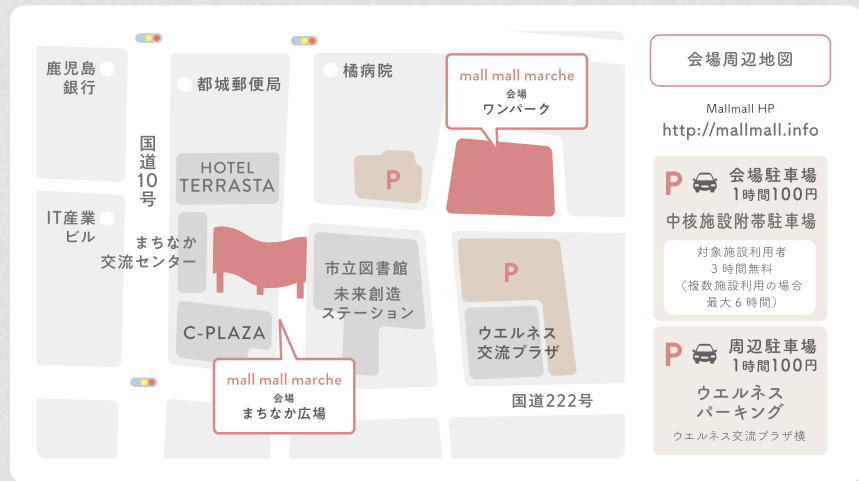 鹿児島
銀行
都城郵便局
橘病院
mall mall marche
会場
ワンパーク
国道10号
HOTEL
TERRASTA
P
IT産業
ビル
まちなか
交流センター
市立図書館
未来創造
ステーション
P
C-PLAZA
ウエルネス
交流プラザ
mall mall marche
会場
まちなか広場
国道222号
会場周辺地図
Mallmall HP
http://mallmall.info
P 会場駐車場
1時間100円
中核施設附帯駐車場
対象施設利用者
3時間無料
(複数施設利用の場合
最大6時間)
P 周辺駐車場
1時間100円
ウエルネス
パーキング
ウエルネス交流プラザ横